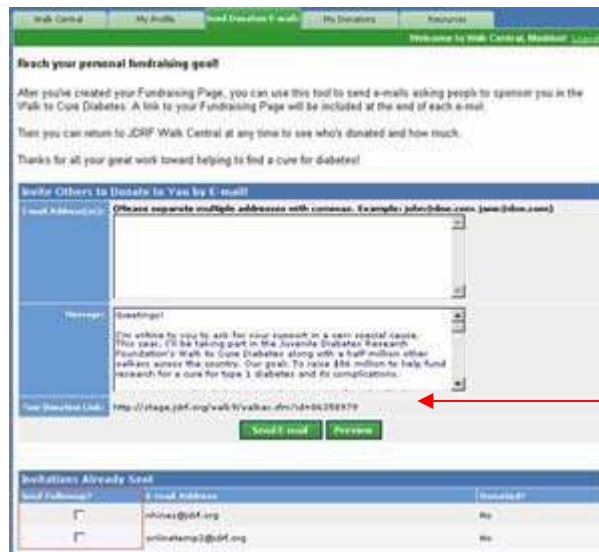 Walk Central My Profile Send Donation E-mails My Donations Resources
Welcome to Walk Central, Logout
Reach your personal fundraising goal!
After you've created your Fundraising Page, you can use this tool to send e-mails asking people to sponsor you in the
Walk to Cure Diabetes. A link to your Fundraising Page will be included at the end of each e-mail.
Then you can return to JDRF Walk Central at any time to see who's donated and how much.
Thanks for all your great work toward helping to find a cure for diabetes!
Invite Others to Donate to You by E-mail!
E-mail Address(es): (Please separate multiple addresses with commas. Example: john@doe.com, jane@doe.com)
Message: Greetings!
I'm writing to you to ask for your support in a very special cause.
This year, I'll be taking part in the Juvenile Diabetes Research
Foundation's Walk to Cure Diabetes along with a half million other
walkers across the country. Our goal: To raise $86 million to help fund
research for a cure for type 1 diabetes and its complications.
Your Donation Link:
Send E-mail Preview
Invitations Already Sent
Send Followup? E-mail Address Donated?
nhines@jdrf.org No
onlinetemp2@jdrf.org No